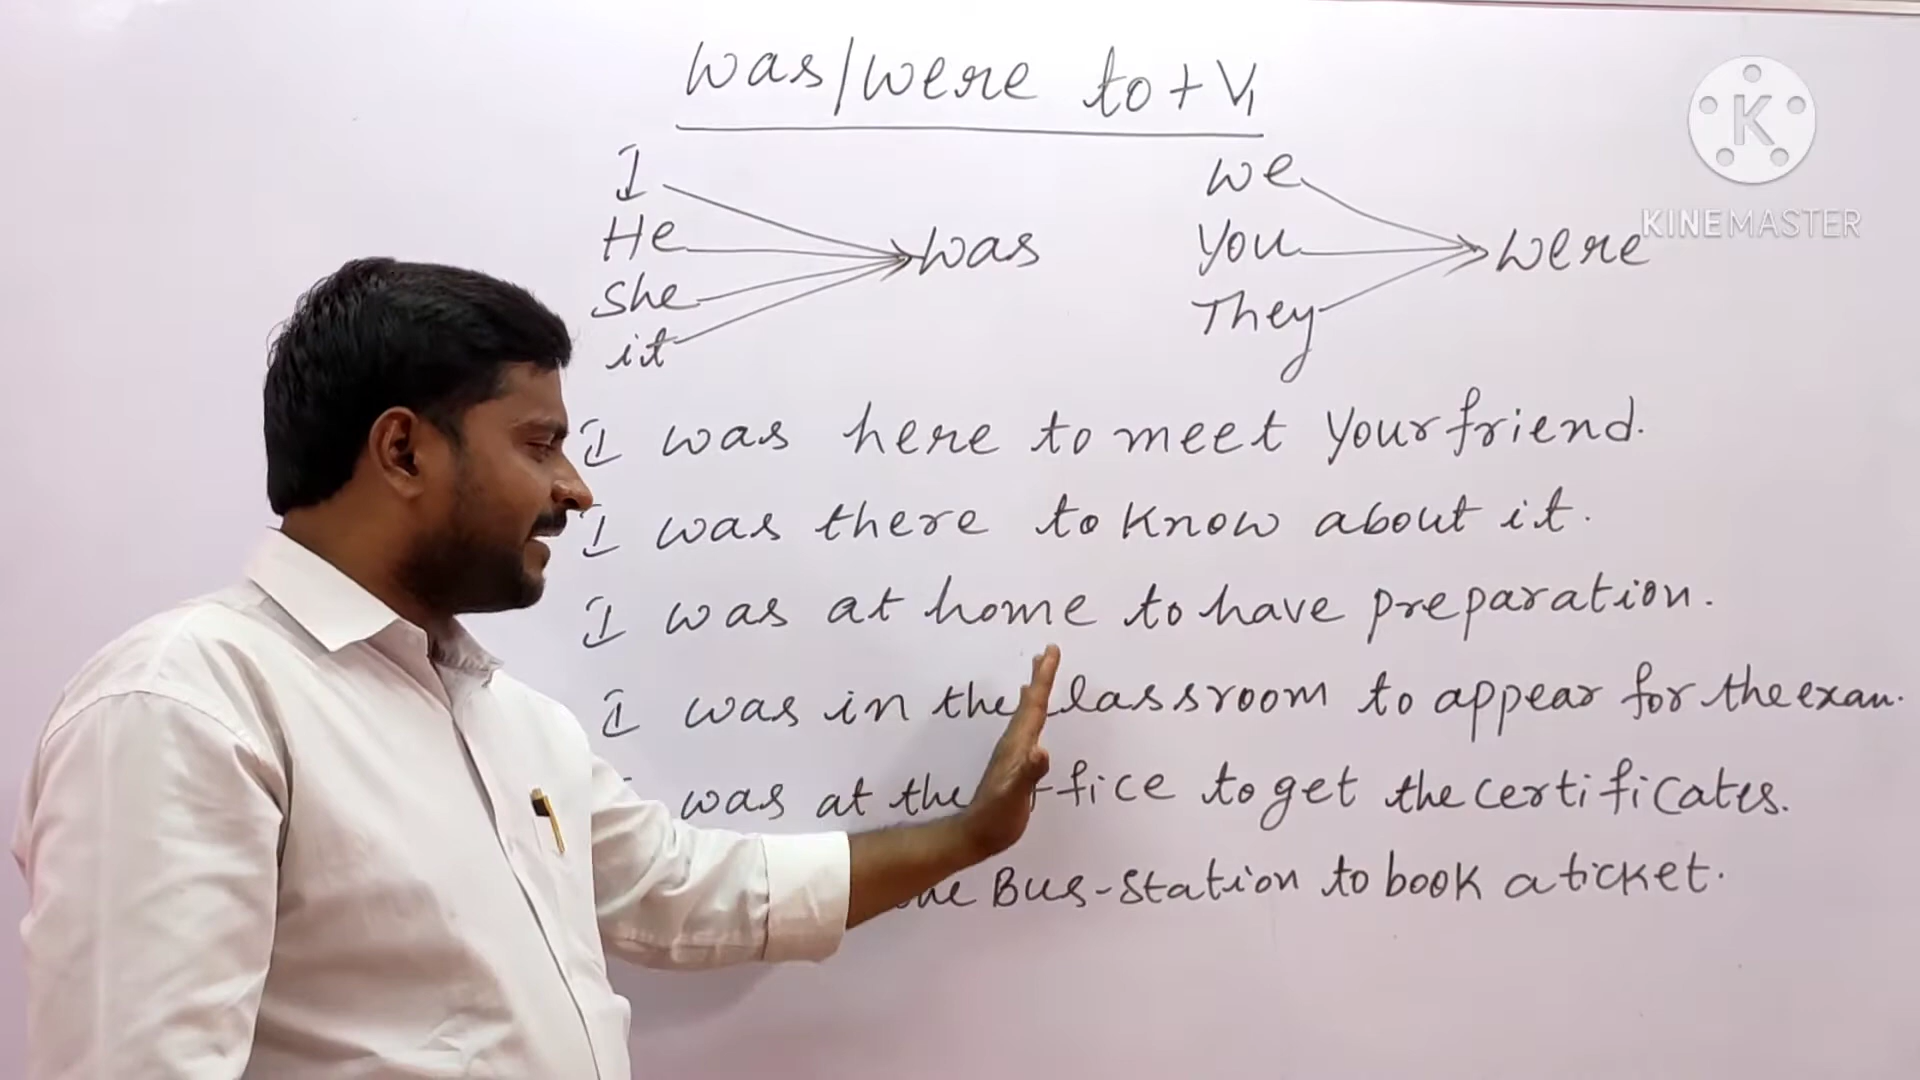 was/were to + V1
I
He
She
it
was
we
you
They
were
K
KINEMASTER
I was here to meet your friend.
I was there to know about it.
I was at home to have preparation.
I was in the classroom to appear for the exam.
was at the office to get the certificates.
Bus-station to book a ticket.